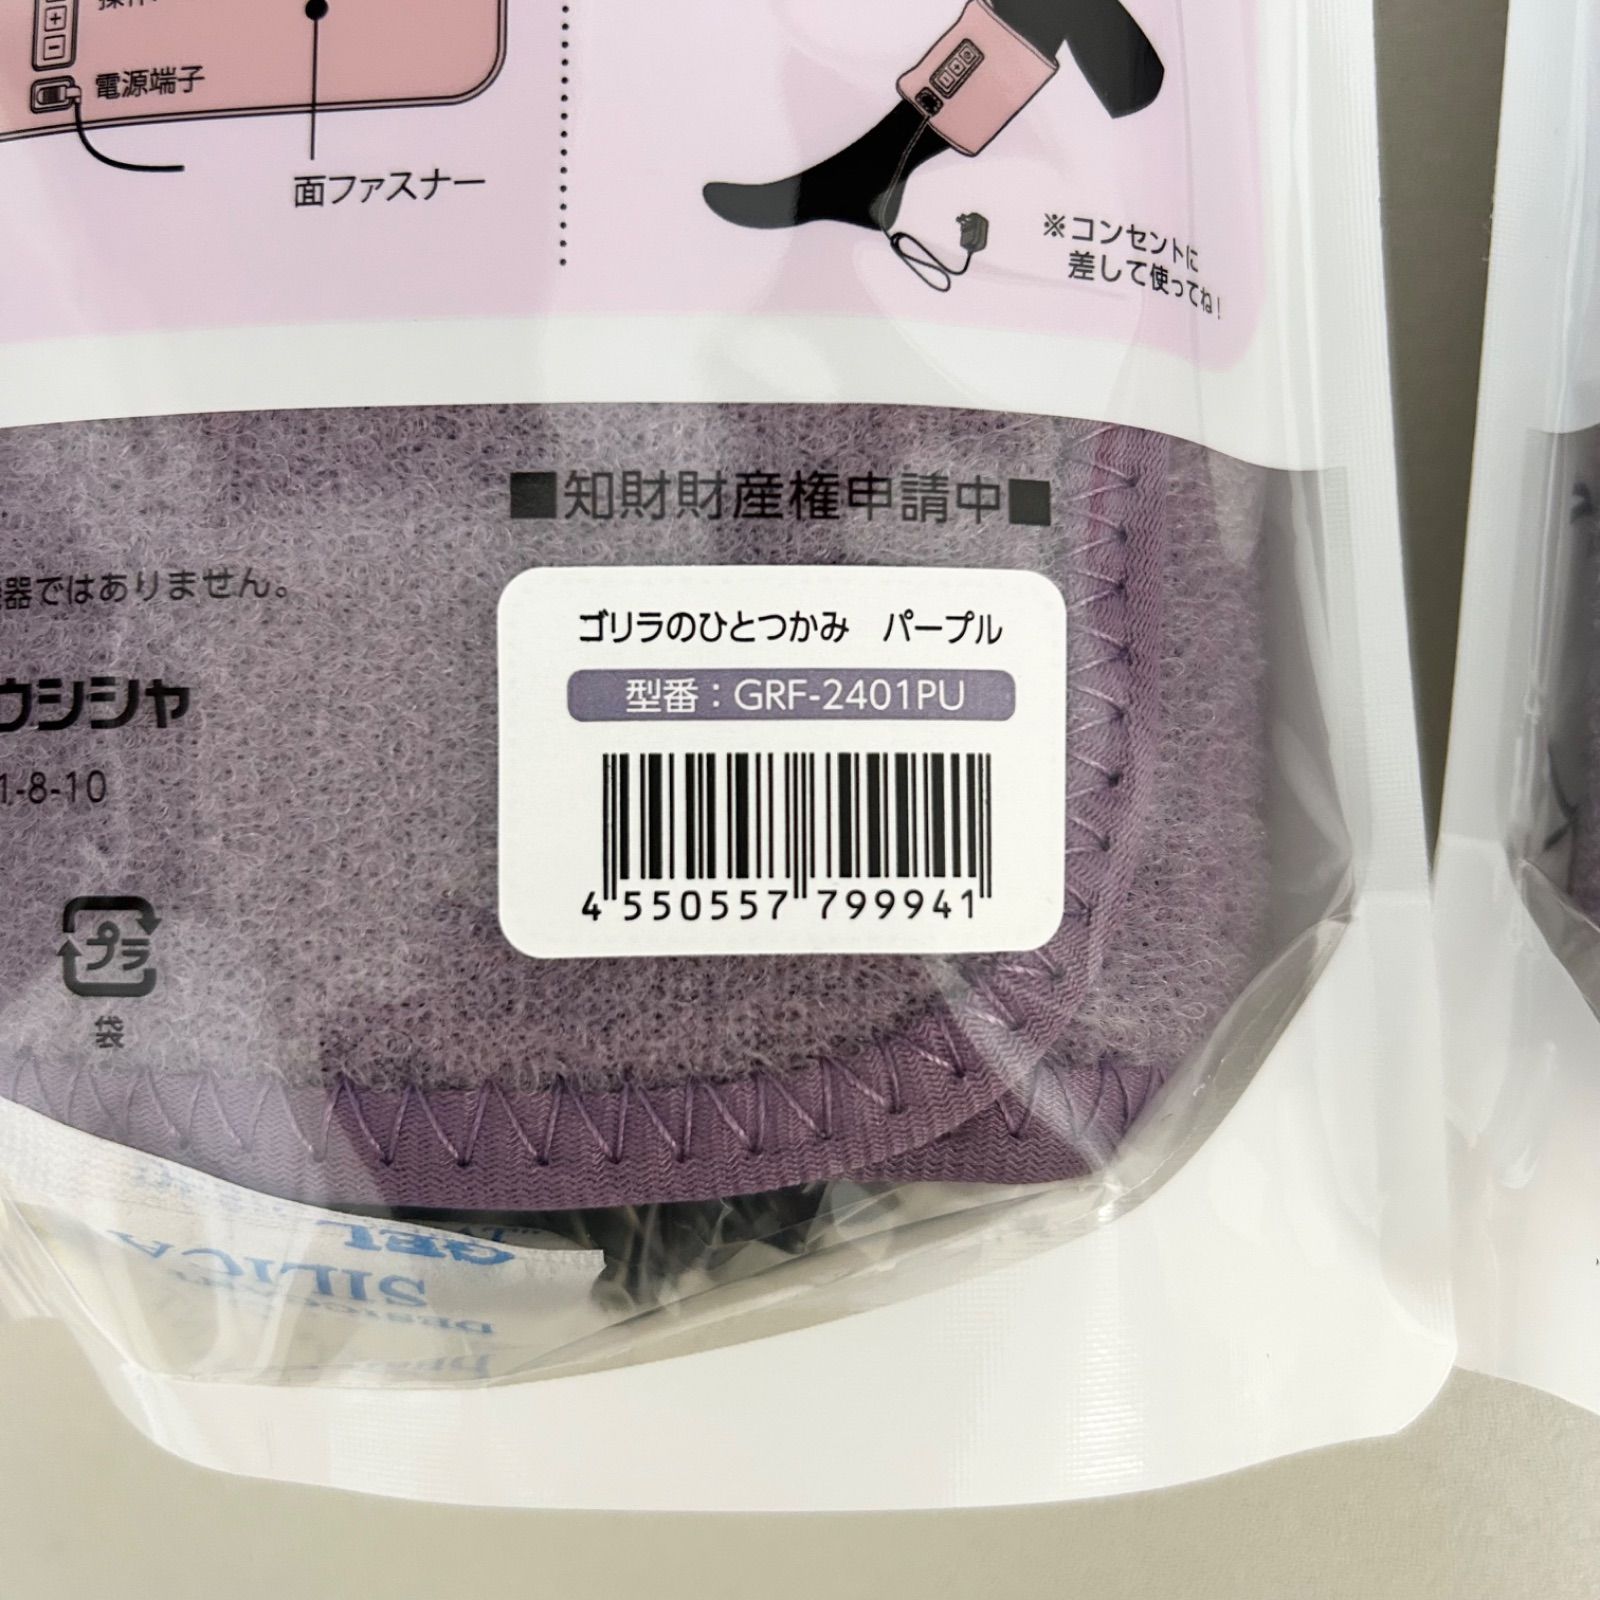 電源端子
面ファスナー
※コンセントに
差して使ってね!
■知財財産権申請中■
器ではありません。
ゴリラのひとつかみ パープル
型番：GRF-2401PU
ウシシャ
1-8-10
4 550557 799941
プラ
袋
GEL
SILICA